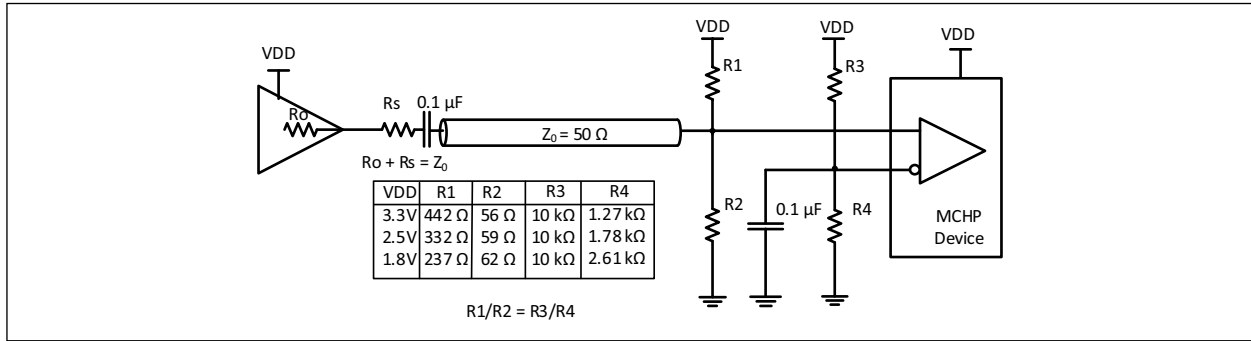 VDD
VDD
VDD
VDD
R1
R3
Ro
Rs
0.1 µF
Z₀ = 50 Ω
Ro + Rs = Z₀
VDD R1 R2 R3 R4
3.3V 442 Ω 56 Ω 10 kΩ 1.27 kΩ
2.5V 332 Ω 59 Ω 10 kΩ 1.78 kΩ
1.8V 237 Ω 62 Ω 10 kΩ 2.61 kΩ
R1/R2 = R3/R4
R2
0.1 µF
R4
MCHP
Device